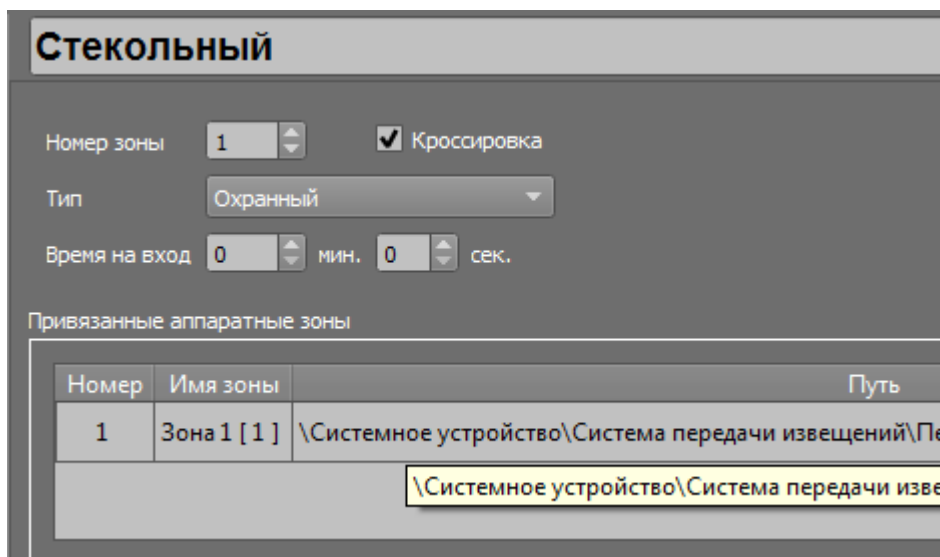 Стекольный
Номер зоны 1 Кроссировка
Тип Охранный
Время на вход 0 мин. 0 сек.
Привязанные аппаратные зоны
Номер Имя зоны Путь
1 Зона 1 [ 1 ] \Системное устройство\Система передачи извещений\Пе
\Системное устройство\Система передачи изве